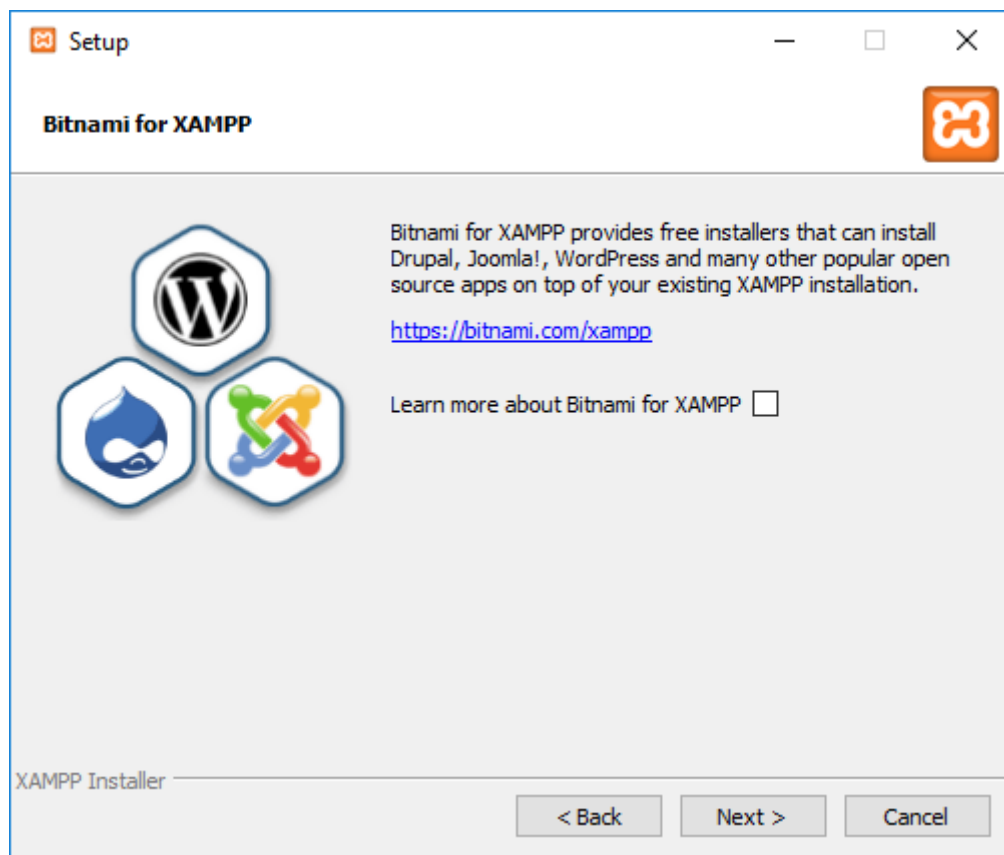 Setup
Bitnami for XAMPP
Bitnami for XAMPP provides free installers that can install
Drupal, Joomla!, WordPress and many other popular open
source apps on top of your existing XAMPP installation.
https://bitnami.com/xampp
Learn more about Bitnami for XAMPP
XAMPP Installer
< Back
Next >
Cancel